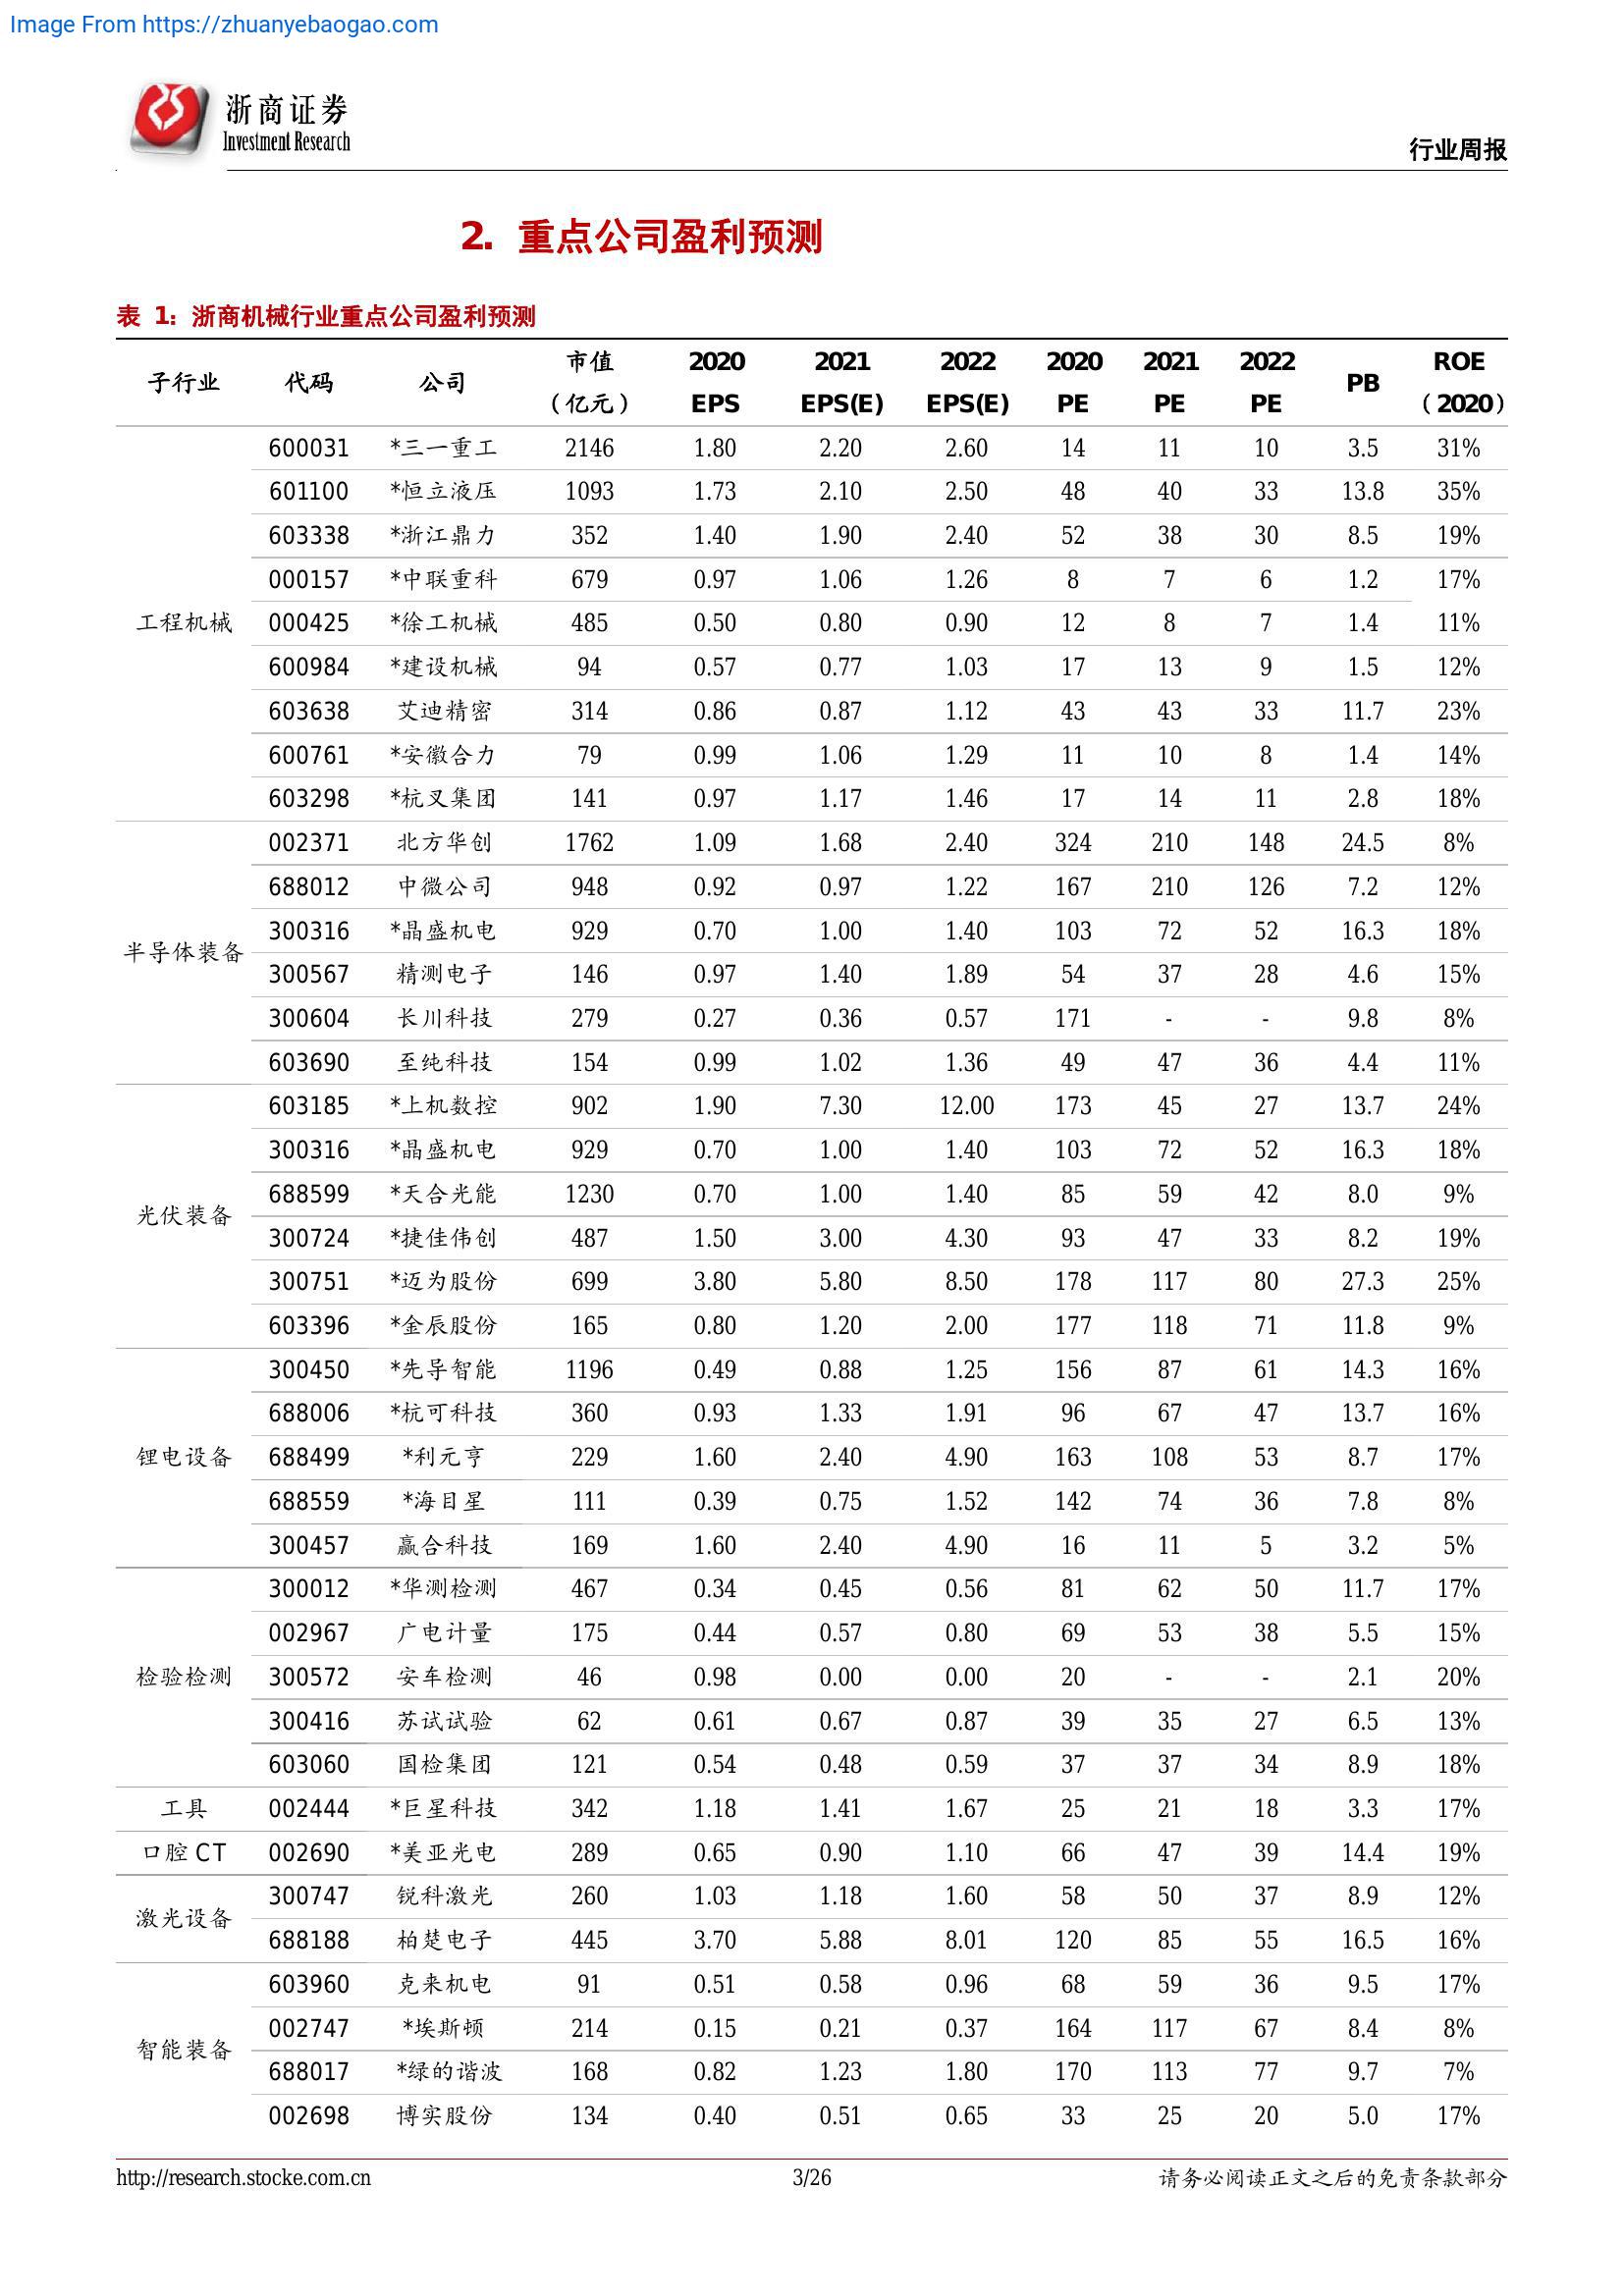 Image From https://zhuanyebaogao.com
浙商证券
Investment Research
行业周报
2. 重点公司盈利预测
表 1: 浙商机械行业重点公司盈利预测
子行业 代码 公司 市值（亿元） 2020 EPS 2021 EPS(E) 2022 EPS(E) 2020 PE 2021 PE 2022 PE PB ROE（2020）
600031 *三一重工 2146 1.80 2.20 2.60 14 11 10 3.5 31%
601100 *恒立液压 1093 1.73 2.10 2.50 48 40 33 13.8 35%
603338 *浙江鼎力 352 1.40 1.90 2.40 52 38 30 8.5 19%
000157 *中联重科 679 0.97 1.06 1.26 8 7 6 1.2 17%
工程机械 000425 *徐工机械 485 0.50 0.80 0.90 12 8 7 1.4 11%
600984 *建设机械 94 0.57 0.77 1.03 17 13 9 1.5 12%
603638 艾迪精密 314 0.86 0.87 1.12 43 43 33 11.7 23%
600761 *安徽合力 79 0.99 1.06 1.29 11 10 8 1.4 14%
603298 *杭叉集团 141 0.97 1.17 1.46 17 14 11 2.8 18%
002371 北方华创 1762 1.09 1.68 2.40 324 210 148 24.5 8%
688012 中微公司 948 0.92 0.97 1.22 167 210 126 7.2 12%
300316 *晶盛机电 929 0.70 1.00 1.40 103 72 52 16.3 18%
半导体装备
300567 精测电子 146 0.97 1.40 1.89 54 37 28 4.6 15%
300604 长川科技 279 0.27 0.36 0.57 171 - - 9.8 8%
603690 至纯科技 154 0.99 1.02 1.36 49 47 36 4.4 11%
603185 *上机数控 902 1.90 7.30 12.00 173 45 27 13.7 24%
300316 *晶盛机电 929 0.70 1.00 1.40 103 72 52 16.3 18%
688599 *天合光能 1230 0.70 1.00 1.40 85 59 42 8.0 9%
光伏装备
300724 *捷佳伟创 487 1.50 3.00 4.30 93 47 33 8.2 19%
300751 *迈为股份 699 3.80 5.80 8.50 178 117 80 27.3 25%
603396 *金辰股份 165 0.80 1.20 2.00 177 118 71 11.8 9%
300450 *先导智能 1196 0.49 0.88 1.25 156 87 61 14.3 16%
688006 *杭可科技 360 0.93 1.33 1.91 96 67 47 13.7 16%
锂电设备 688499 *利元亨 229 1.60 2.40 4.90 163 108 53 8.7 17%
688559 *海目星 111 0.39 0.75 1.52 142 74 36 7.8 8%
300457 赢合科技 169 1.60 2.40 4.90 16 11 5 3.2 5%
300012 *华测检测 467 0.34 0.45 0.56 81 62 50 11.7 17%
002967 广电计量 175 0.44 0.57 0.80 69 53 38 5.5 15%
检验检测 300572 安车检测 46 0.98 0.00 0.00 20 - - 2.1 20%
300416 苏试试验 62 0.61 0.67 0.87 39 35 27 6.5 13%
603060 国检集团 121 0.54 0.48 0.59 37 37 34 8.9 18%
工具 002444 *巨星科技 342 1.18 1.41 1.67 25 21 18 3.3 17%
口腔 CT 002690 *美亚光电 289 0.65 0.90 1.10 66 47 39 14.4 19%
300747 锐科激光 260 1.03 1.18 1.60 58 50 37 8.9 12%
激光设备
688188 柏楚电子 445 3.70 5.88 8.01 120 85 55 16.5 16%
603960 克来机电 91 0.51 0.58 0.96 68 59 36 9.5 17%
002747 *埃斯顿 214 0.15 0.21 0.37 164 117 67 8.4 8%
智能装备
688017 *绿的谐波 168 0.82 1.23 1.80 170 113 77 9.7 7%
002698 博实股份 134 0.40 0.51 0.65 33 25 20 5.0 17%
http://research.stocke.com.cn 3/26 请务必阅读正文之后的免责条款部分